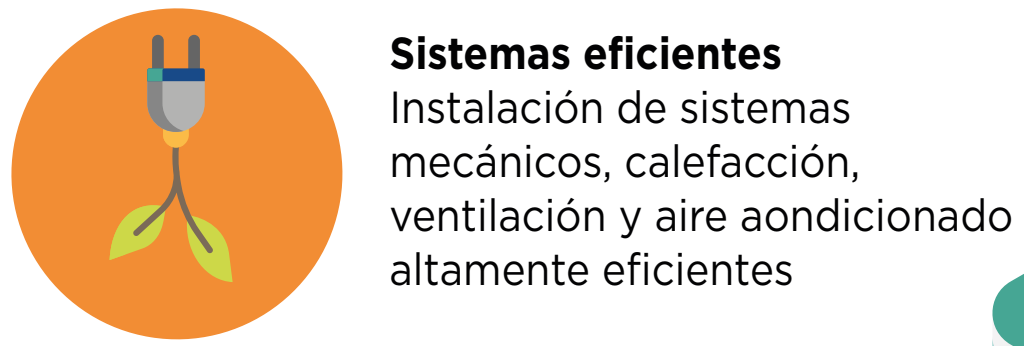 Sistemas eficientes
Instalación de sistemas
mecánicos, calefacción,
ventilación y aire aondicionado
altamente eficientes